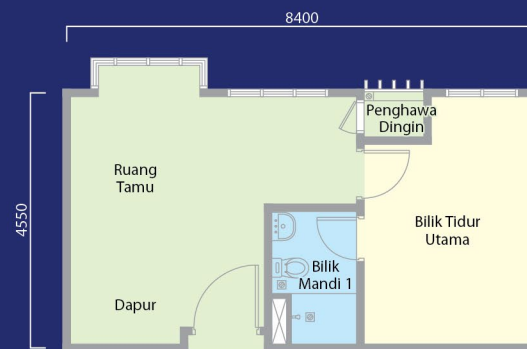 8400
Penghawa
Dingin
Ruang
Tamu
4550
Bilik Tidur
Utama
Bilik
Mandi 1
Dapur